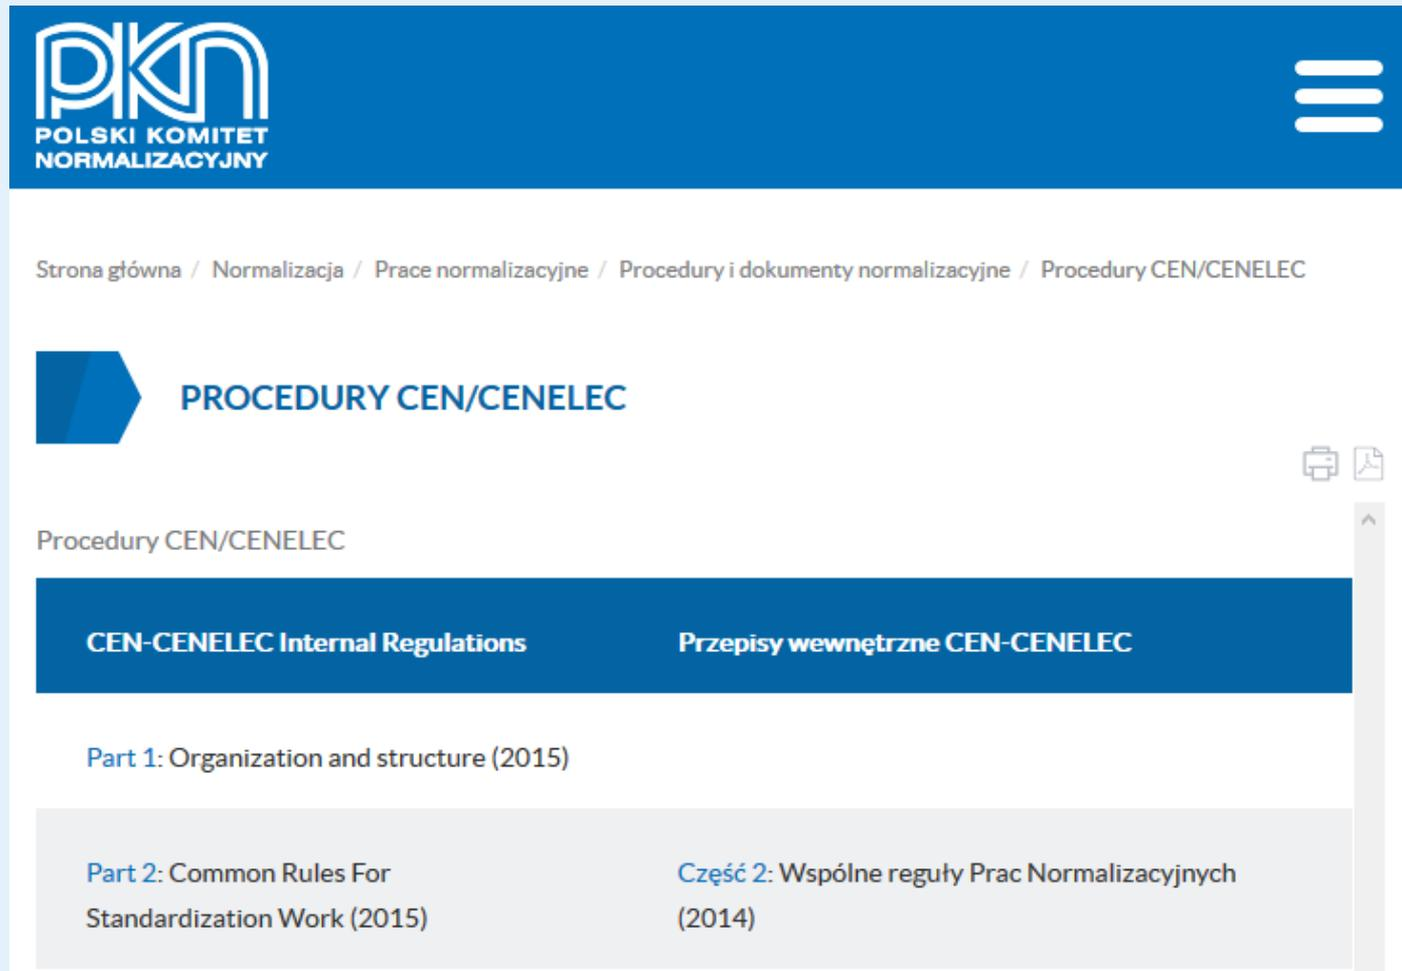 pkn
POLSKI KOMITET
NORMALIZACYJNY
Strona główna / Normalizacja / Prace normalizacyjne / Procedury i dokumenty normalizacyjne / Procedury CEN/CENELEC
PROCEDURY CEN/CENELEC
Procedury CEN/CENELEC
CEN-CENELEC Internal Regulations Przepisy wewnętrzne CEN-CENELEC
Part 1: Organization and structure (2015)
Part 2: Common Rules For Część 2: Wspólne reguły Prac Normalizacyjnych
Standardization Work (2015) (2014)